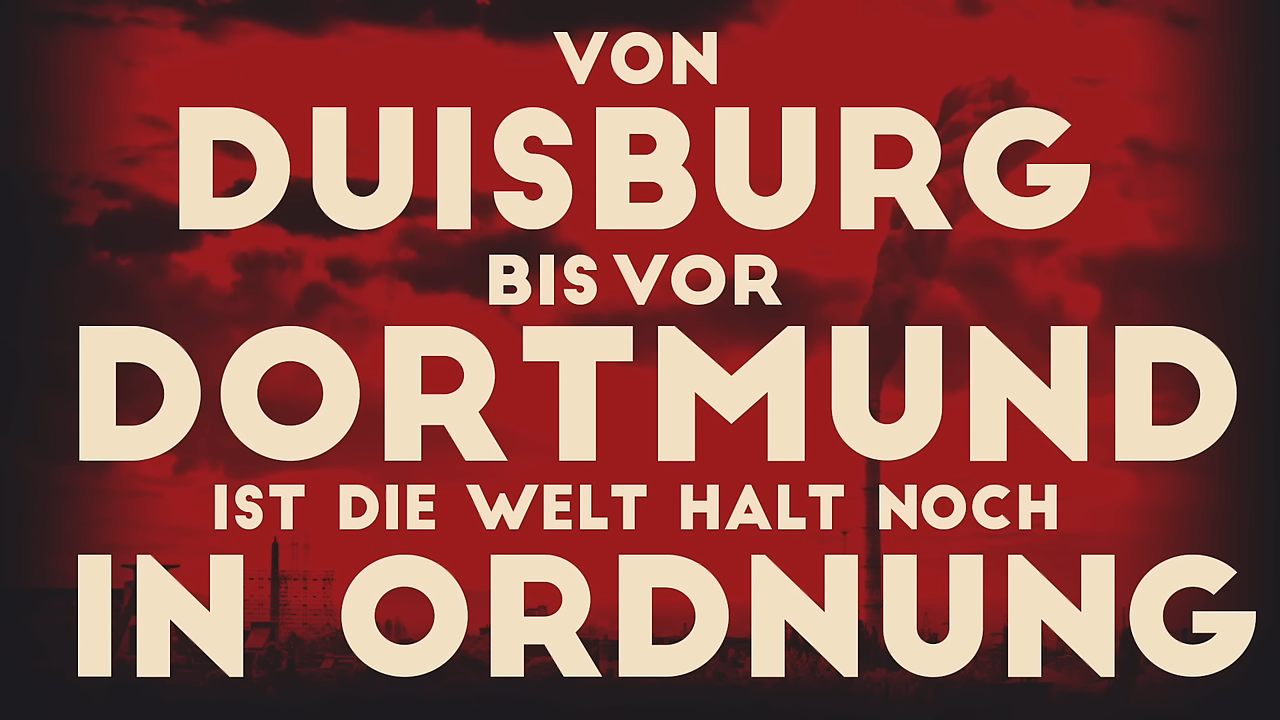 VON
DUISBURG
BIS VOR
DORTMUND
IST DIE WELT HALT NOCH
IN ORDNUNG